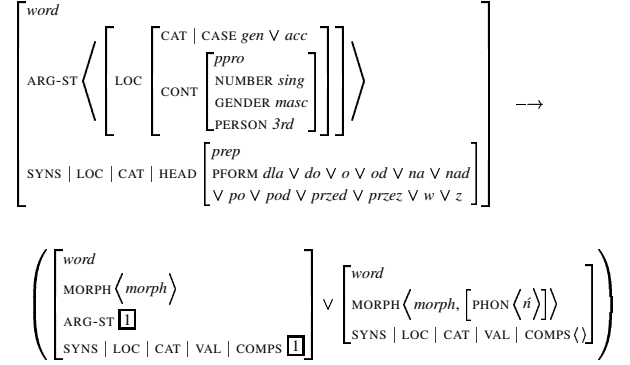 word
CAT | CASE gen ∨ acc
ppro
ARG-ST ⟨ [ LOC [ CONT [ NUMBER sing
GENDER masc
PERSON 3rd ] ] ] ⟩ →
prep
SYNS | LOC | CAT | HEAD [ PFORM dla ∨ do ∨ o ∨ od ∨ na ∨ nad
∨ po ∨ pod ∨ przed ∨ przez ∨ w ∨ z ]
word
MORPH ⟨ morph ⟩
ARG-ST 1
SYNS | LOC | CAT | VAL | COMPS 1
∨
word
MORPH ⟨ morph, [ PHON ⟨ ń ⟩ ] ⟩
SYNS | LOC | CAT | VAL | COMPS ⟨ ⟩